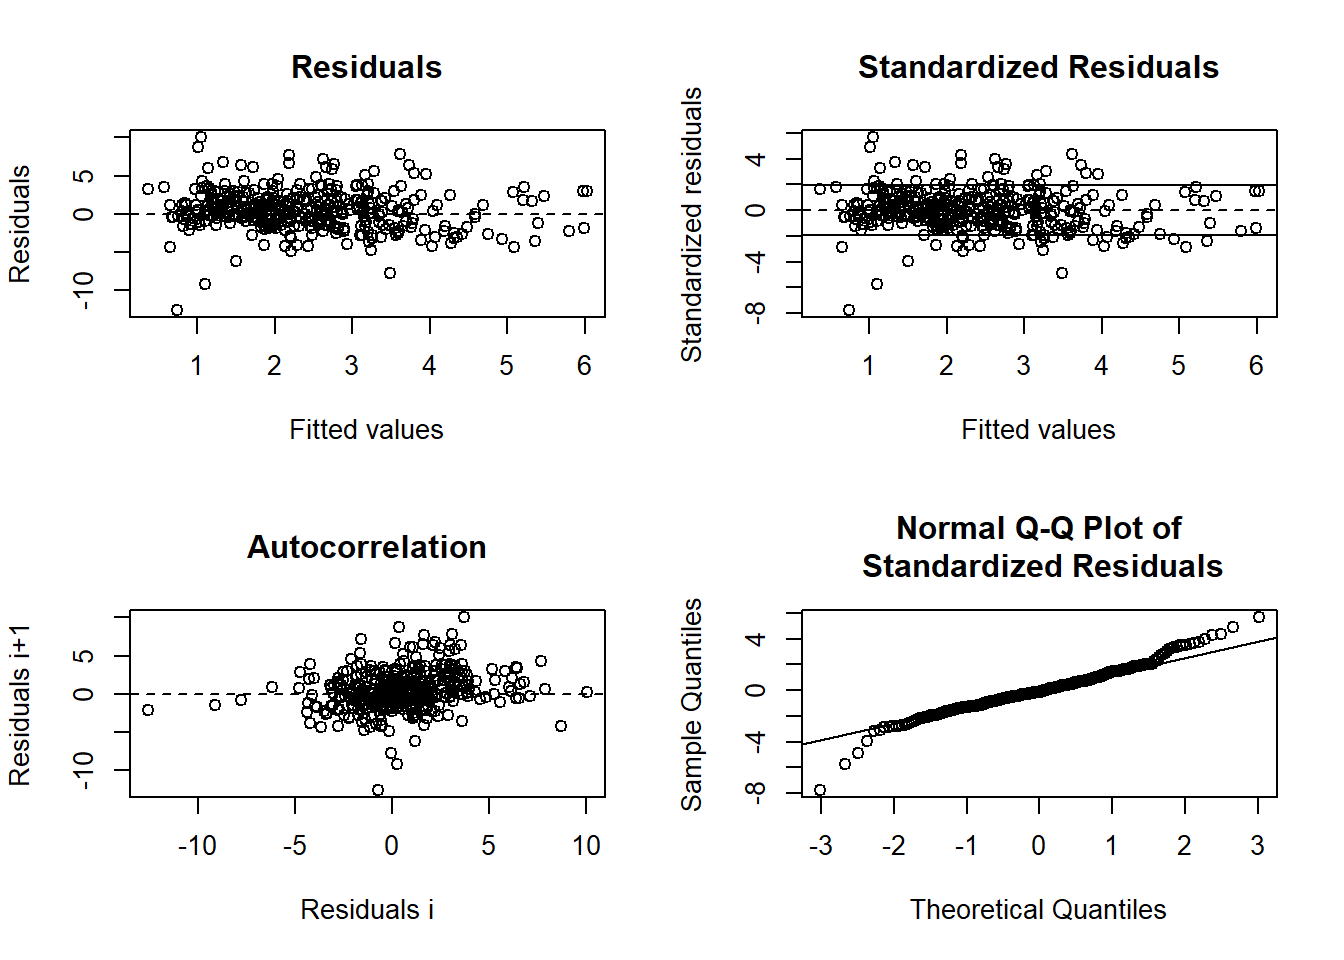 Residuals
Residuals
5
0
-10
1 2 3 4 5 6
Fitted values
Standardized Residuals
Standardized residuals
4
0
-4
-8
1 2 3 4 5 6
Fitted values
Autocorrelation
Residuals i+1
5
0
-10
-10 -5 0 5 10
Residuals i
Normal Q-Q Plot of
Standardized Residuals
Sample Quantiles
4
0
-4
-8
-3 -2 -1 0 1 2 3
Theoretical Quantiles